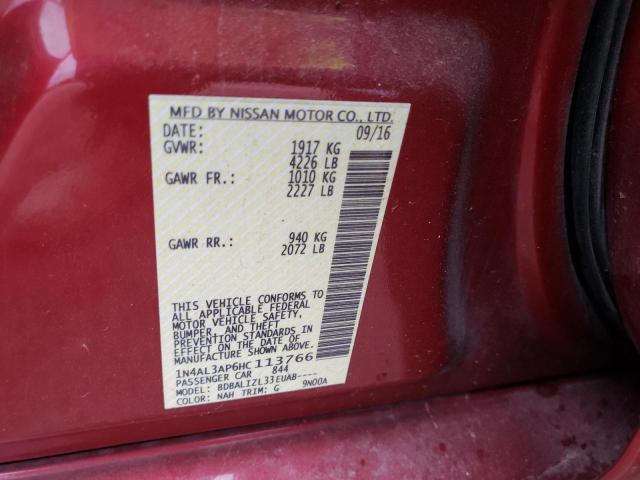 MFD BY NISSAN MOTOR CO., LTD.
DATE: 09/16
GVWR: 1917 KG
4226 LB
GAWR FR.: 1010 KG
2227 LB
GAWR RR.: 940 KG
2072 LB
THIS VEHICLE CONFORMS TO
ALL APPLICABLE FEDERAL
MOTOR VEHICLE SAFETY,
BUMPER, AND THEFT
PREVENTION STANDARDS IN
EFFECT ON THE DATE OF
MANUFACTURE SHOWN ABOVE.
1N4AL3AP6HC113766
PASSENGER CAR 844
MODEL: BDBALIZL33EUAB----
COLOR: NAH TRIM: G 9N00A